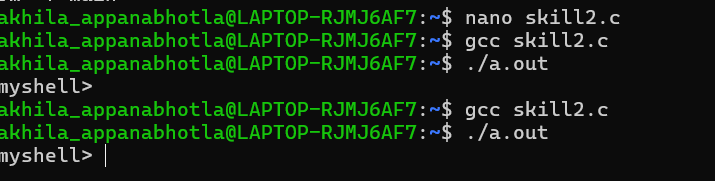 akhila_appanabhotla@LAPTOP-RJMJ6AF7:~$ nano skill2.c
akhila_appanabhotla@LAPTOP-RJMJ6AF7:~$ gcc skill2.c
akhila_appanabhotla@LAPTOP-RJMJ6AF7:~$ ./a.out
myshell>
akhila_appanabhotla@LAPTOP-RJMJ6AF7:~$ gcc skill2.c
akhila_appanabhotla@LAPTOP-RJMJ6AF7:~$ ./a.out
myshell>